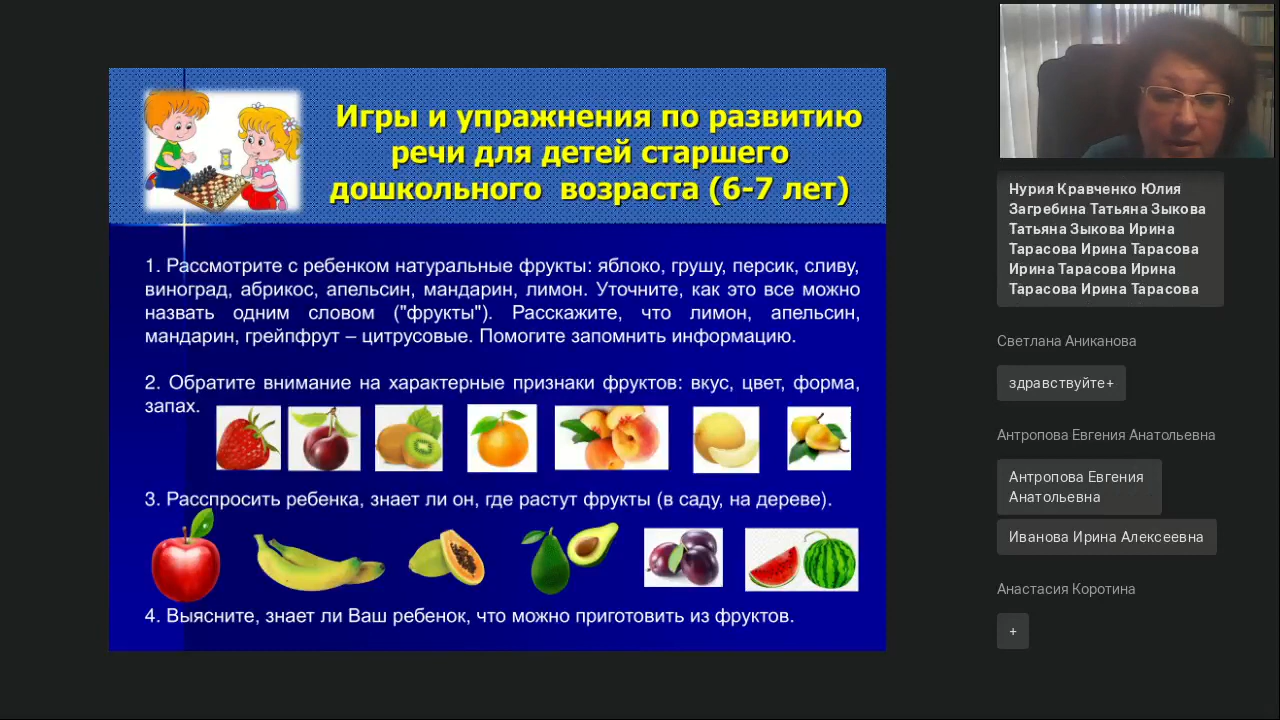 Игры и упражнения по развитию
речи для детей старшего
дошкольного возраста (6-7 лет)
1. Рассмотрите с ребенком натуральные фрукты: яблоко, грушу, персик, сливу,
виноград, абрикос, апельсин, мандарин, лимон. Уточните, как это все можно
назвать одним словом ("фрукты"). Расскажите, что лимон, апельсин,
мандарин, грейпфрут – цитрусовые. Помогите запомнить информацию.
2. Обратите внимание на характерные признаки фруктов: вкус, цвет, форма,
запах.
3. Расспросить ребенка, знает ли он, где растут фрукты (в саду, на дереве).
4. Выясните, знает ли Ваш ребенок, что можно приготовить из фруктов.
Нурия Кравченко Юлия
Загребина Татьяна Зыкова
Татьяна Зыкова Ирина
Тарасова Ирина Тарасова
Ирина Тарасова Ирина
Тарасова Ирина Тарасова
Светлана Аниканова
здравствуйте+
Антропова Евгения Анатольевна
Антропова Евгения
Анатольевна
Иванова Ирина Алексеевна
Анастасия Коротина
+